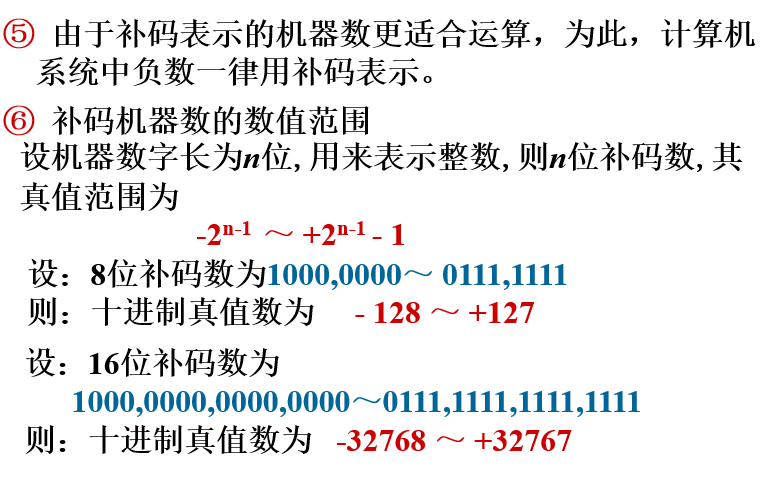 ⑤ 由于补码表示的机器数更适合运算，为此，计算机
系统中负数一律用补码表示。
⑥ 补码机器数的数值范围
设机器数字长为n位,用来表示整数,则n位补码数,其
真值范围为
-2ⁿ⁻¹ ～ +2ⁿ⁻¹ - 1
设：8位补码数为1000,0000～ 0111,1111
则：十进制真值数为 - 128 ～ +127
设：16位补码数为
1000,0000,0000,0000～0111,1111,1111,1111
则：十进制真值数为 -32768 ～ +32767